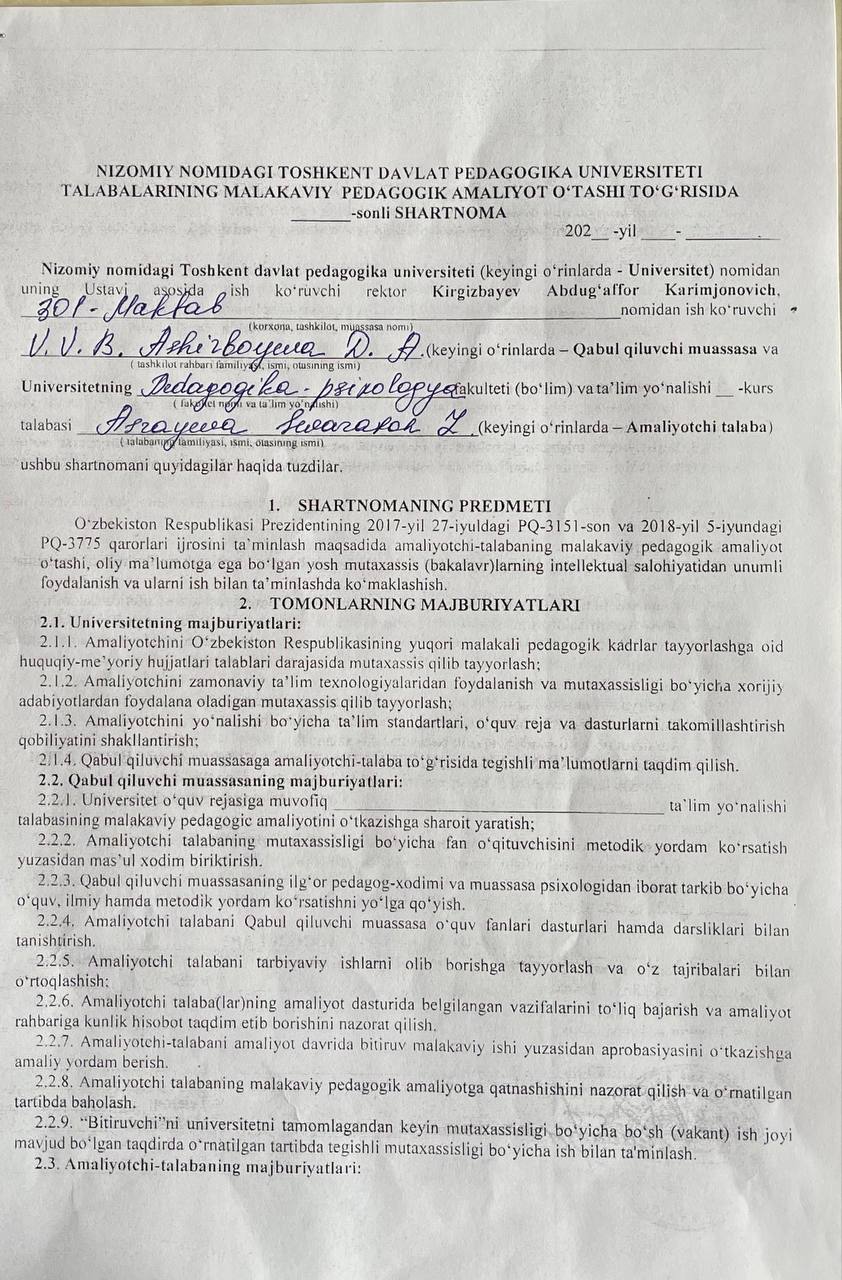 NIZOMIY NOMIDAGI TOSHKENT DAVLAT PEDAGOGIKA UNIVERSITETI
TALABALARINING MALAKAVIY PEDAGOGIK AMALIYOT O‘TASHI TO‘G‘RISIDA
_______-sonli SHARTNOMA
202__ -yil ____- __________
Nizomiy nomidagi Toshkent davlat pedagogika universiteti (keyingi o‘rinlarda - Universitet) nomidan
uning Ustavi asosida ish ko‘ruvchi rektor Kirgizbayev Abdug‘affor Karimjonovich,
301 - Maktab nomidan ish ko‘ruvchi
(korxona, tashkilot, muassasa nomi)
V. V. B. Ashirboyeva D. A. (keyingi o‘rinlarda – Qabul qiluvchi muassasa va
( tashkilot rahbari familiyasi, ismi, otasining ismi)
Universitetning Pedagogika - psixologiya fakulteti (bo‘lim) va ta’lim yo‘nalishi __ -kurs
( fakultet nomi va ta’lim yo‘nalishi)
talabasi Asrayeva Z. (keyingi o‘rinlarda – Amaliyotchi talaba)
( talabaning familiyasi, ismi, otasining ismi)
ushbu shartnomani quyidagilar haqida tuzdilar.
1. SHARTNOMANING PREDMETI
O‘zbekiston Respublikasi Prezidentining 2017-yil 27-iyuldagi PQ-3151-son va 2018-yil 5-iyundagi
PQ-3775 qarorlari ijrosini ta’minlash maqsadida amaliyotchi-talabaning malakaviy pedagogik amaliyot
o‘tashi, oliy ma’lumotga ega bo‘lgan yosh mutaxassis (bakalavr)larning intellektual salohiyatidan unumli
foydalanish va ularni ish bilan ta’minlashda ko‘maklashish.
2. TOMONLARNING MAJBURIYATLARI
2.1. Universitetning majburiyatlari:
2.1.1. Amaliyotchini O‘zbekiston Respublikasining yuqori malakali pedagogik kadrlar tayyorlashga oid
huquqiy-me’yoriy hujjatlari talablari darajasida mutaxassis qilib tayyorlash;
2.1.2. Amaliyotchini zamonaviy ta’lim texnologiyalaridan foydalanish va mutaxassisligi bo‘yicha xorijiy
adabiyotlardan foydalana oladigan mutaxassis qilib tayyorlash;
2.1.3. Amaliyotchini yo‘nalishi bo‘yicha ta’lim standartlari, o‘quv reja va dasturlarni takomillashtirish
qobiliyatini shakllantirish;
2.1.4. Qabul qiluvchi muassasaga amaliyotchi-talaba to‘g‘risida tegishli ma’lumotlarni taqdim qilish.
2.2. Qabul qiluvchi muassasaning majburiyatlari:
2.2.1. Universitet o‘quv rejasiga muvofiq ______________________________ ta’lim yo‘nalishi
talabasining malakaviy pedagogic amaliyotini o‘tkazishga sharoit yaratish;
2.2.2. Amaliyotchi talabaning mutaxassisligi bo‘yicha fan o‘qituvchisini metodik yordam ko‘rsatish
yuzasidan mas’ul xodim biriktirish.
2.2.3. Qabul qiluvchi muassasaning ilg‘or pedagog-xodimi va muassasa psixologidan iborat tarkib bo‘yicha
o‘quv, ilmiy hamda metodik yordam ko‘rsatishni yo‘lga qo‘yish.
2.2.4. Amaliyotchi talabani Qabul qiluvchi muassasa o‘quv fanlari dasturlari hamda darsliklari bilan
tanishtirish.
2.2.5. Amaliyotchi talabani tarbiyaviy ishlarni olib borishga tayyorlash va o‘z tajribalari bilan
o‘rtoqlashish;
2.2.6. Amaliyotchi talaba(lar)ning amaliyot dasturida belgilangan vazifalarini to‘liq bajarish va amaliyot
rahbariga kunlik hisobot taqdim etib borishini nazorat qilish.
2.2.7. Amaliyotchi-talabani amaliyot davrida bitiruv malakaviy ishi yuzasidan aprobasiyasini o‘tkazishga
amaliy yordam berish.
2.2.8. Amaliyotchi talabaning malakaviy pedagogik amaliyotga qatnashishini nazorat qilish va o‘rnatilgan
tartibda baholash.
2.2.9. “Bitiruvchi”ni universitetni tamomlagandan keyin mutaxassisligi bo‘yicha bo‘sh (vakant) ish joyi
mavjud bo‘lgan taqdirda o‘rnatilgan tartibda tegishli mutaxassisligi bo‘yicha ish bilan ta'minlash.
2.3. Amaliyotchi-talabaning majburiyatlari: